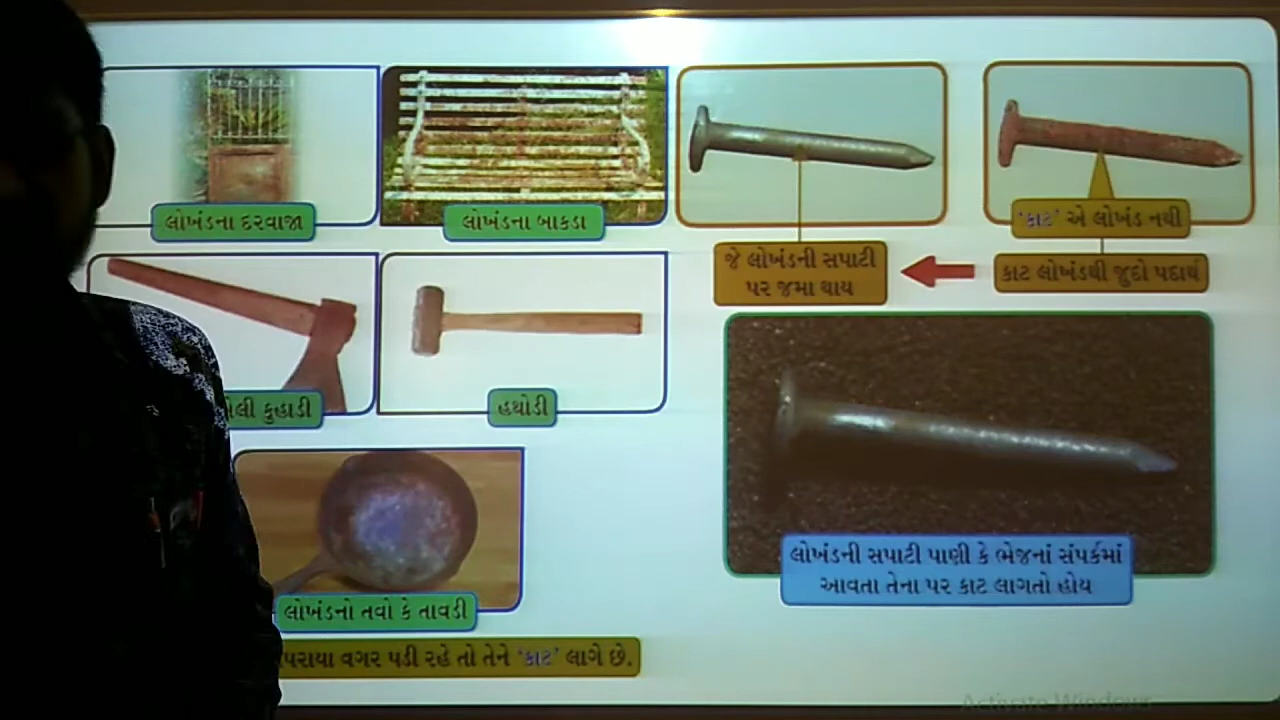 લોખંડના દરવાજા
લોખંડના બાકડા
'કાટ' એ લોખંડ નથી
જે લોખંડની સપાટી
પર જમા થાય
કાટ લોખંડથી જુદો પદાર્થ
કુહાડી
હથોડી
લોખંડની સપાટી પાણી કે ભેજનાં સંપર્કમાં
આવતા તેના પર કાટ લાગતો હોય
લોખંડનો તવો કે તાવડી
વગર પડી રહે તો તેને 'કાટ' લાગે છે.
Activate Windows